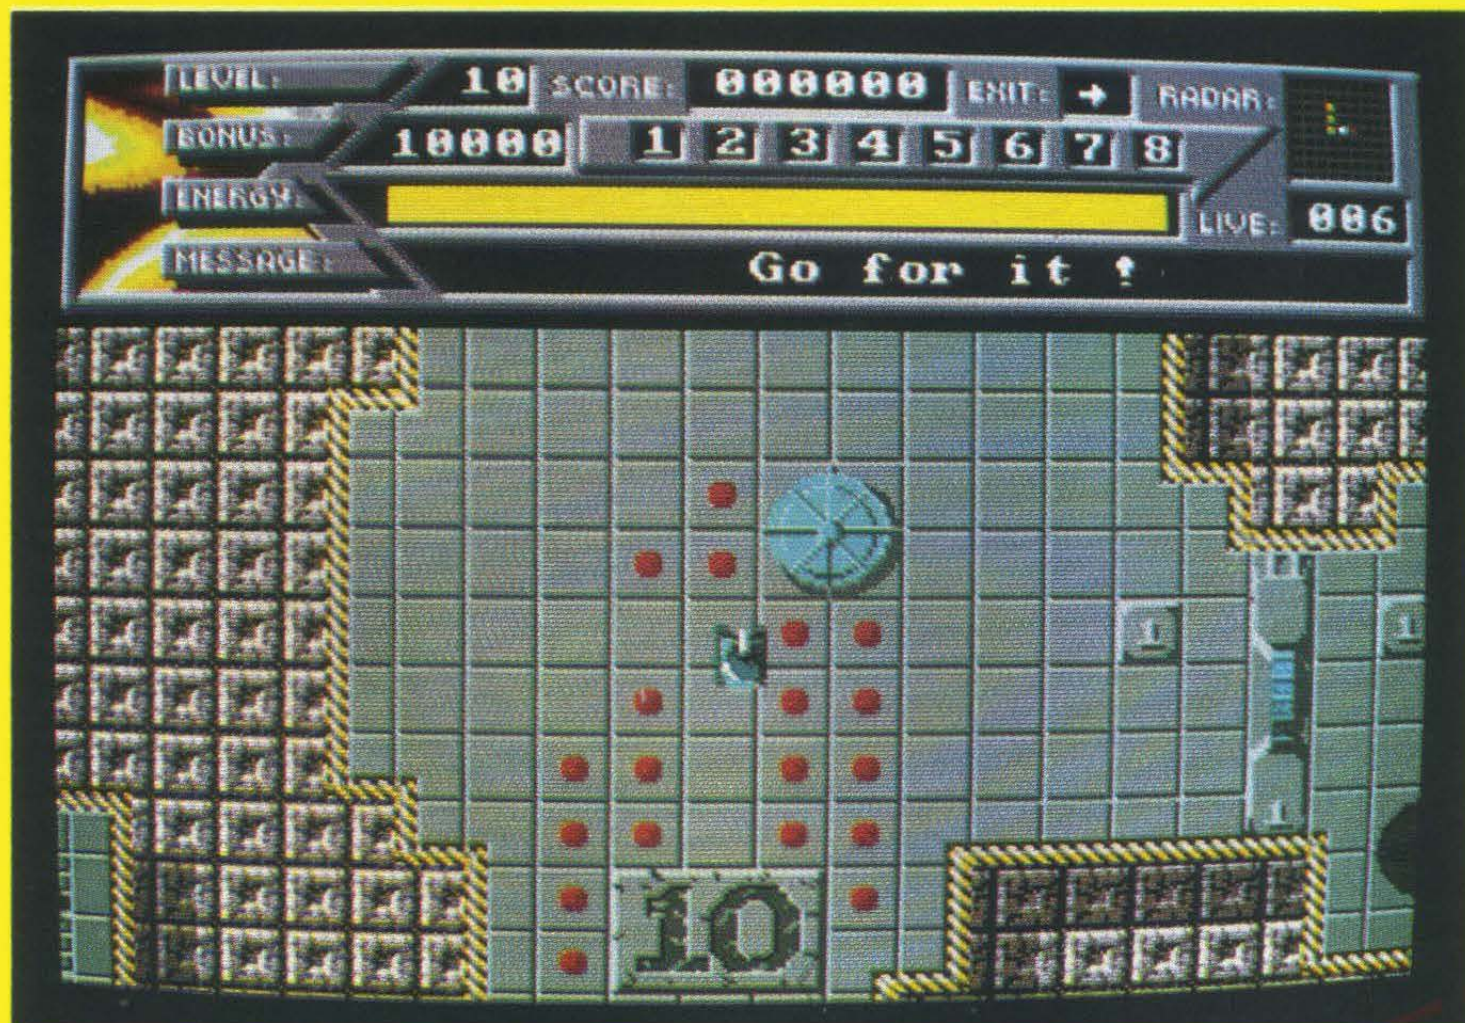 LEVEL: 10 SCORE: 000000 EXIT: → RADAR:
BONUS: 10000 1 2 3 4 5 6 7 8
ENERGY: LIVE: 006
MESSAGE: Go for it !
1 1
1
10